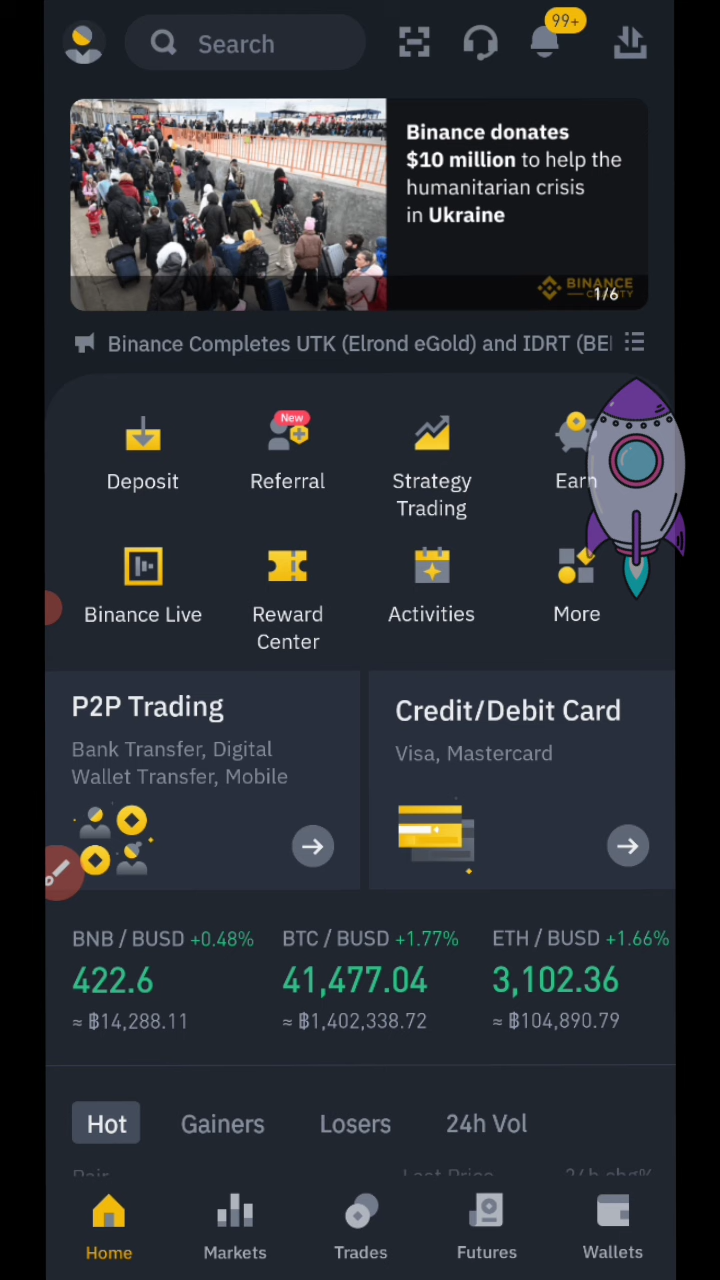 Search
99+
Binance donates
$10 million to help the
humanitarian crisis
in Ukraine
BINANCE
1/6
Binance Completes UTK (Elrond eGold) and IDRT (BE
New
Deposit
Referral
Strategy
Trading
Earn
Binance Live
Reward
Center
Activities
More
P2P Trading
Bank Transfer, Digital
Wallet Transfer, Mobile
Credit/Debit Card
Visa, Mastercard
BNB / BUSD +0.48%
422.6
≈ ฿14,288.11
BTC / BUSD +1.77%
41,477.04
≈ ฿1,402,338.72
ETH / BUSD +1.66%
3,102.36
≈ ฿104,890.79
Hot
Gainers
Losers
24h Vol
Home
Markets
Trades
Futures
Wallets